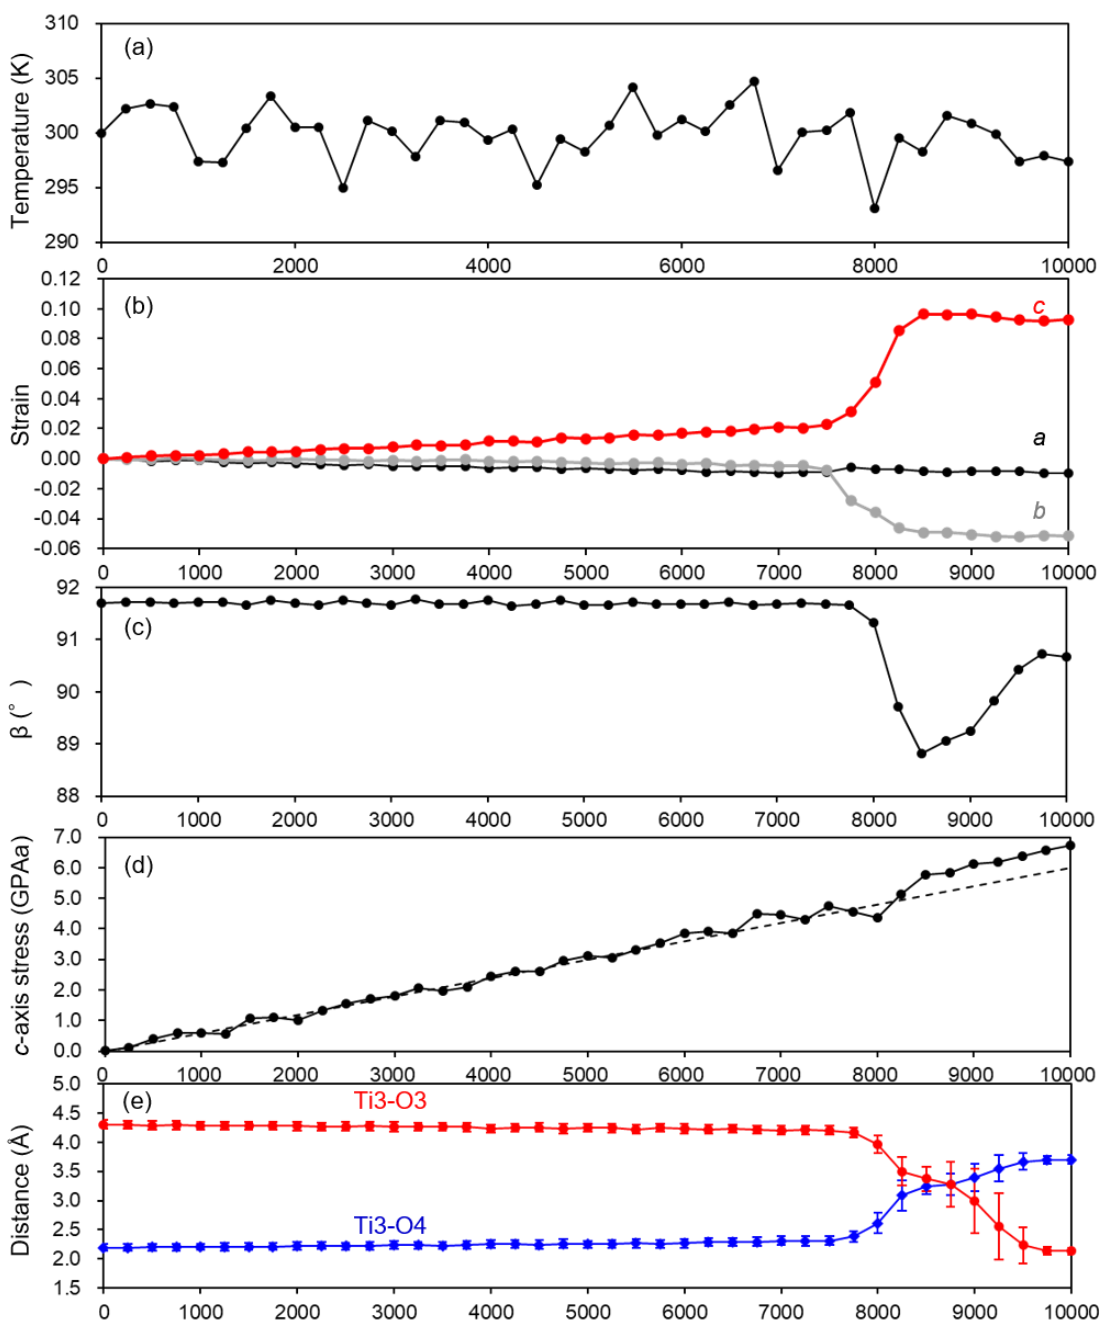 310
(a)
305
300
295
290
Temperature (K)
0 2000 4000 6000 8000 10000
0.12
(b)
0.10
c
0.08
0.06
0.04
0.02
a
0.00
-0.02
b
-0.04
-0.06
Strain
0 1000 2000 3000 4000 5000 6000 7000 8000 9000 10000
92
(c)
91
90
89
88
β (°)
0 1000 2000 3000 4000 5000 6000 7000 8000 9000 10000
7.0
(d)
6.0
5.0
4.0
3.0
2.0
1.0
0.0
c-axis stress (GPAa)
0 1000 2000 3000 4000 5000 6000 7000 8000 9000 10000
5.0
(e)
Ti3-O3
4.5
4.0
3.5
3.0
2.5
Ti3-O4
2.0
1.5
Distance (Å)
0 1000 2000 3000 4000 5000 6000 7000 8000 9000 10000